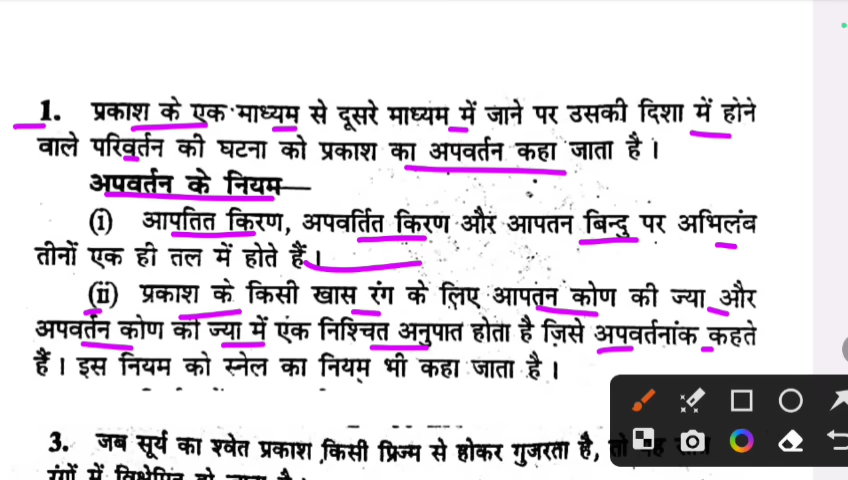 1. प्रकाश के एक माध्यम से दूसरे माध्यम में जाने पर उसकी दिशा में होने
वाले परिवर्तन की घटना को प्रकाश का अपवर्तन कहा जाता है।
अपवर्तन के नियम—
(i) आपतित किरण, अपवर्तित किरण और आपतन बिन्दु पर अभिलंब
तीनों एक ही तल में होते हैं।
(ii) प्रकाश के किसी खास रंग के लिए आपतन कोण की ज्या और
अपवर्तन कोण की ज्या में एक निश्चित अनुपात होता है जिसे अपवर्तनांक कहते
हैं। इस नियम को स्नेल का नियम भी कहा जाता है।
3. जब सूर्य का श्वेत प्रकाश किसी प्रिज्म से होकर गुजरता है,
रंगों में